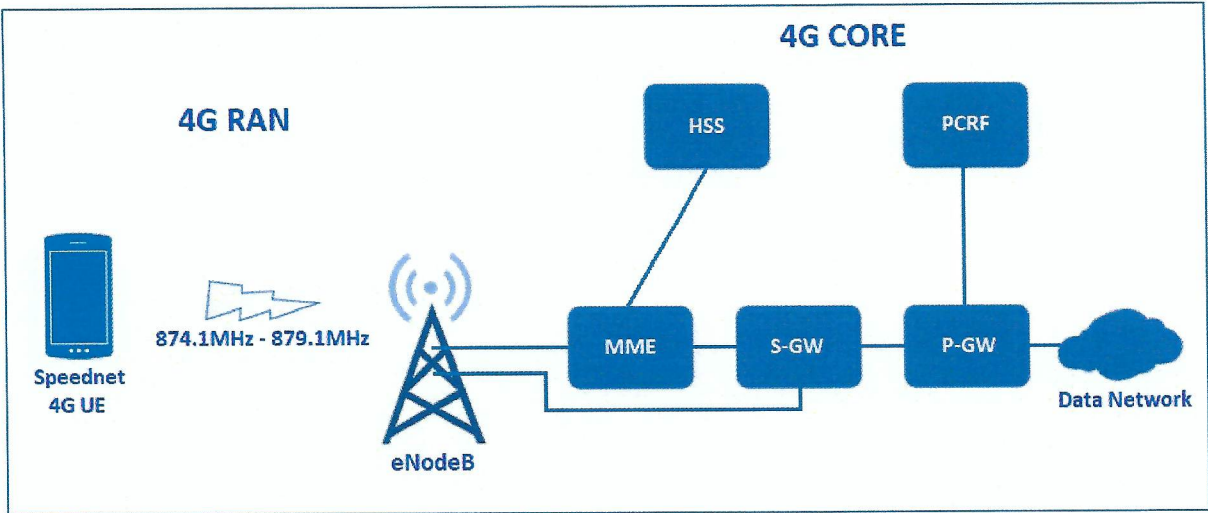 4G CORE
4G RAN
HSS
PCRF
874.1MHz - 879.1MHz
MME
S-GW
P-GW
Speednet
4G UE
Data Network
eNodeB